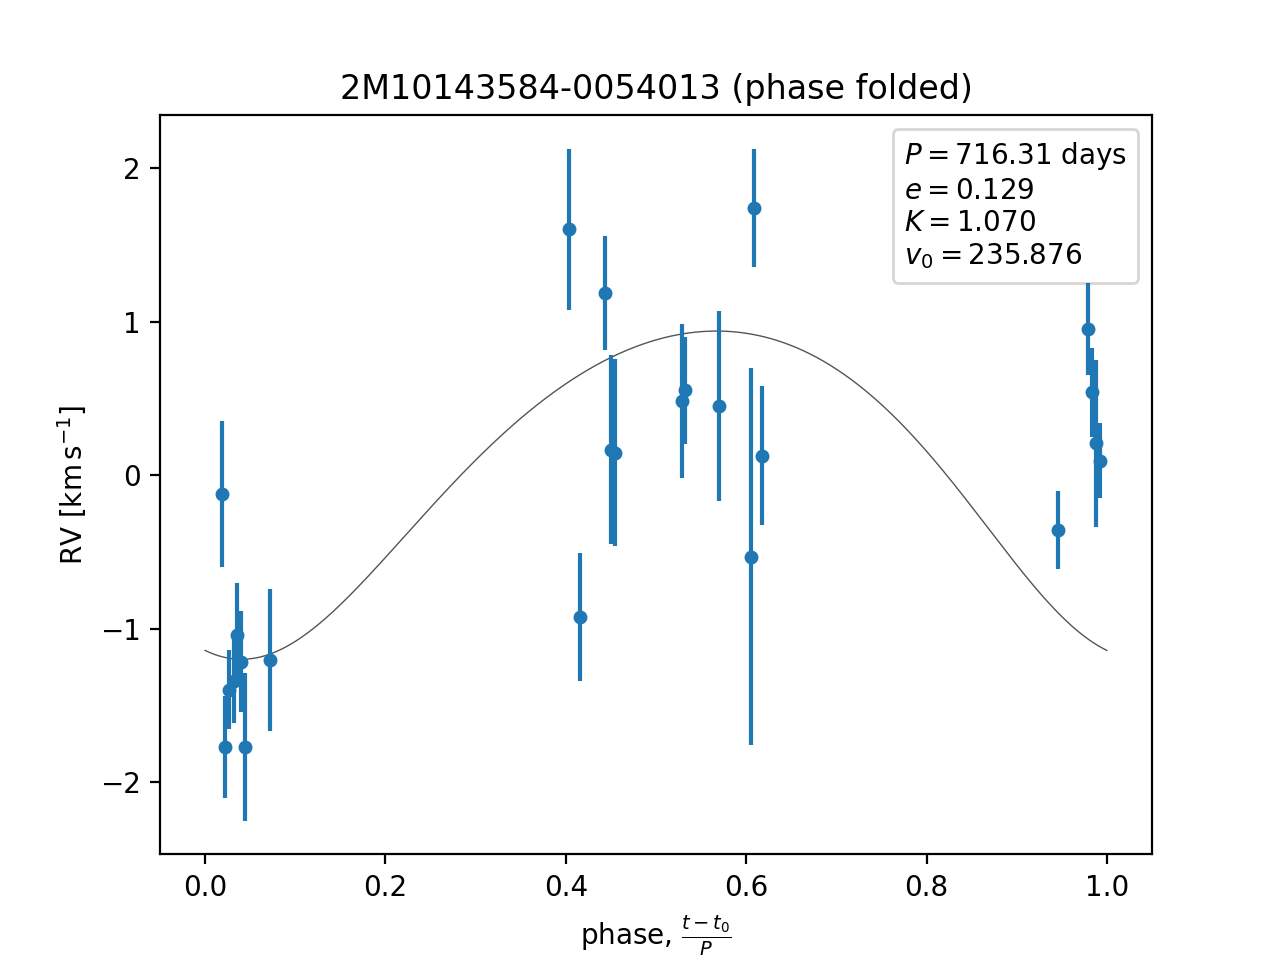 2M10143584-0054013 (phase folded)
P = 716.31 days
e = 0.129
K = 1.070
v₀ = 235.876
2
1
0
−1
−2
RV [km s⁻¹]
0.0 0.2 0.4 0.6 0.8 1.0
phase, (t − t₀)/P